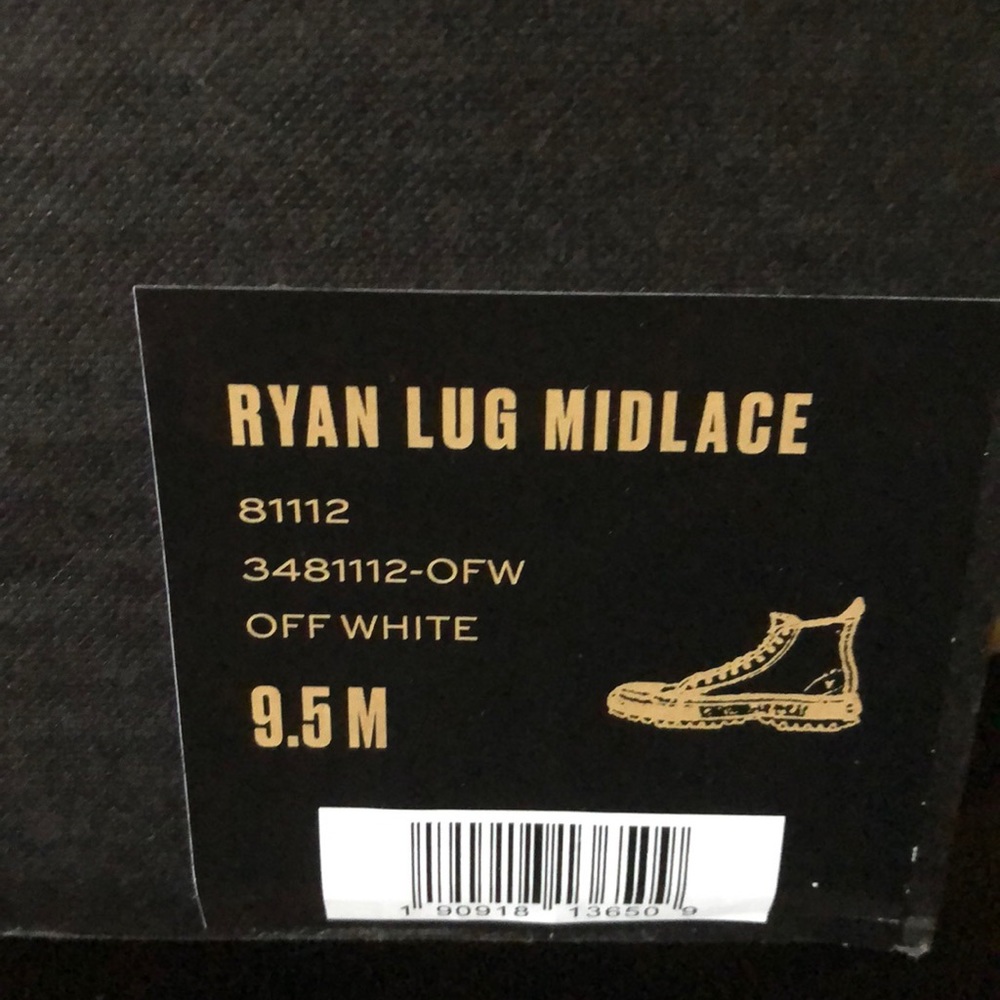 RYAN LUG MIDLACE
81112
3481112-OFW
OFF WHITE
9.5 M
1 90918 13650 9